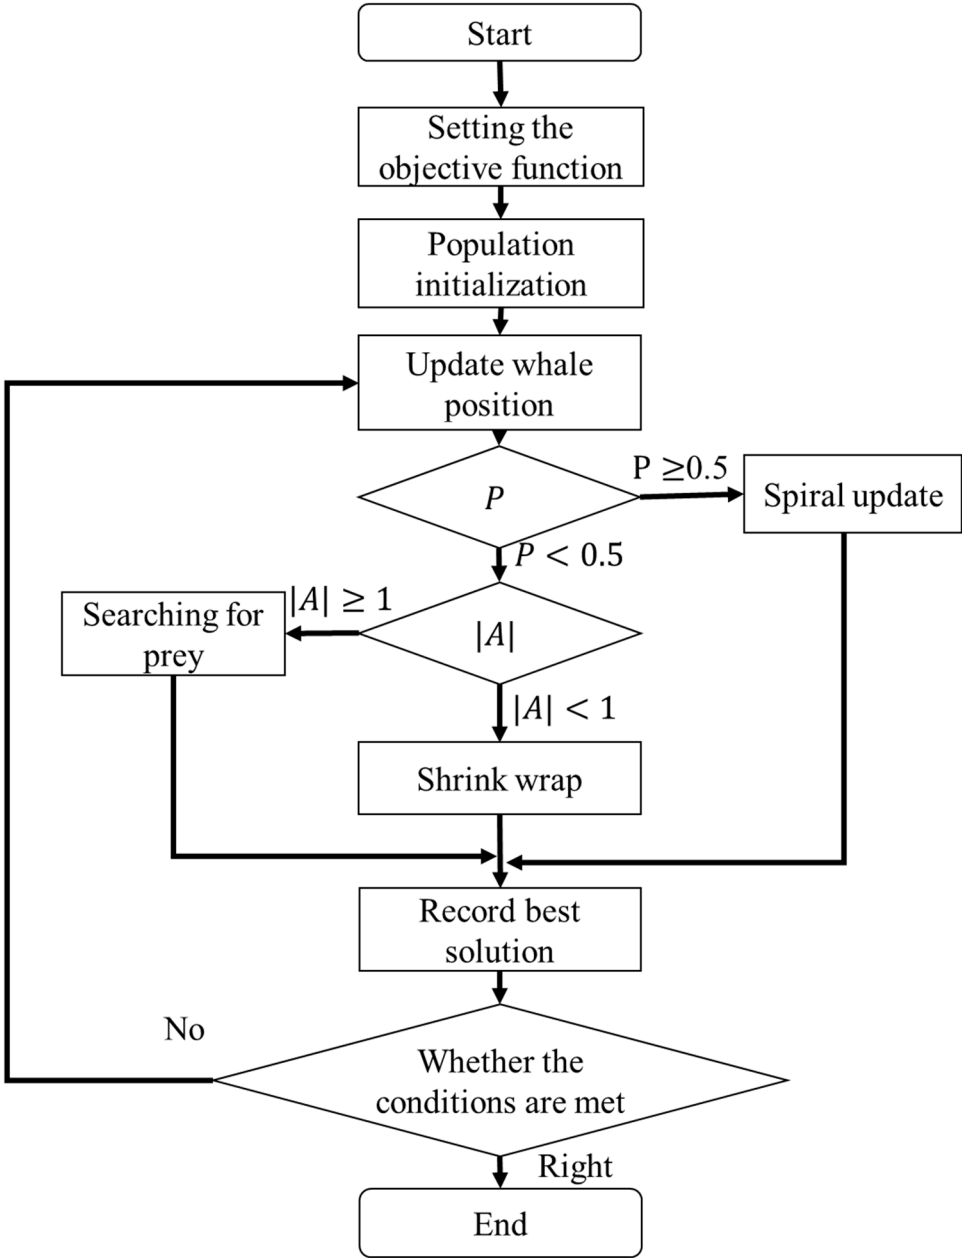 Start
Setting the
objective function
Population
initialization
Update whale
position
P
P ≥0.5
Spiral update
P < 0.5
|A| ≥ 1
Searching for
prey
|A|
|A| < 1
Shrink wrap
Record best
solution
No
Whether the
conditions are met
Right
End